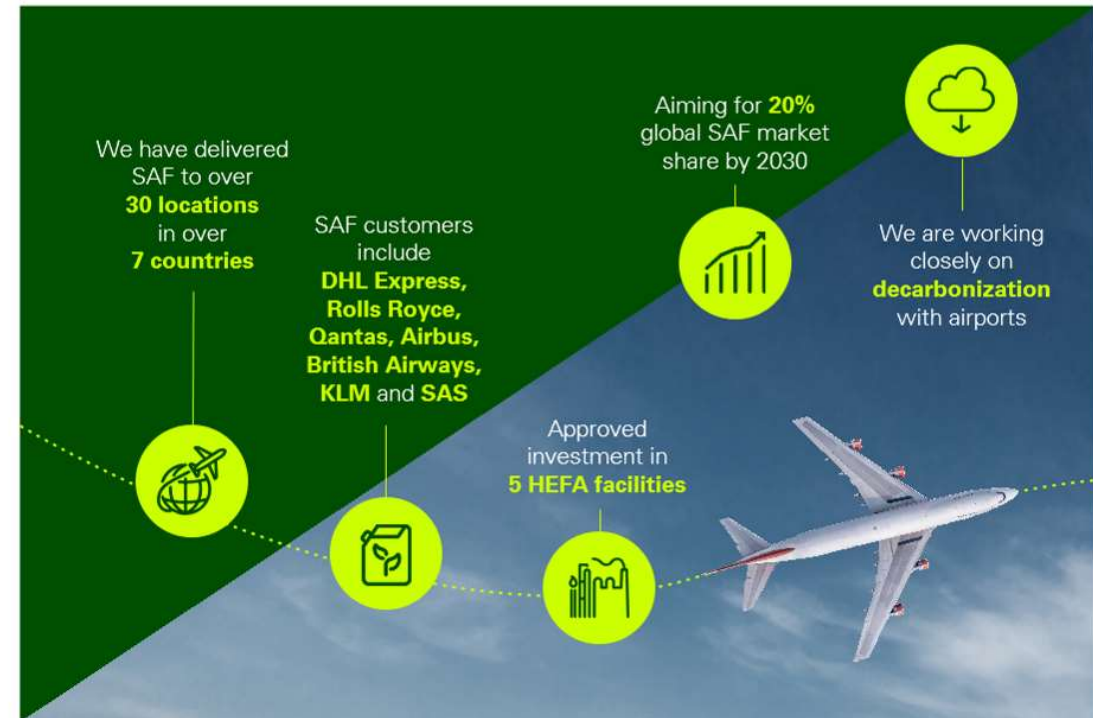 We have delivered
SAF to over
30 locations
in over
7 countries
SAF customers
include
DHL Express,
Rolls Royce,
Qantas, Airbus,
British Airways,
KLM and SAS
Approved
investment in
5 HEFA facilities
Aiming for 20%
global SAF market
share by 2030
We are working
closely on
decarbonization
with airports